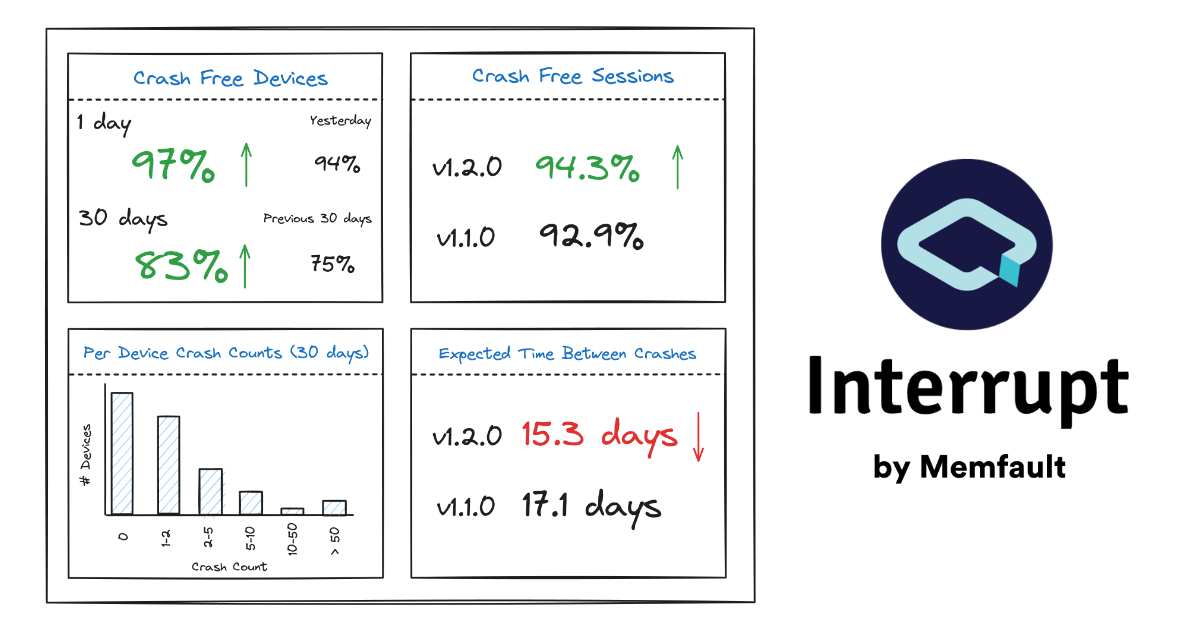 Crash Free Devices
1 day
Yesterday
97%
94%
30 days
Previous 30 days
83%
75%
Crash Free Sessions
v1.2.0 94.3%
v1.1.0 92.9%
Per Device Crash Counts (30 days)
# Devices
0
1-2
2-5
5-10
10-50
> 50
Crash Count
Expected Time Between Crashes
v1.2.0 15.3 days
v1.1.0 17.1 days
Interrupt
by Memfault